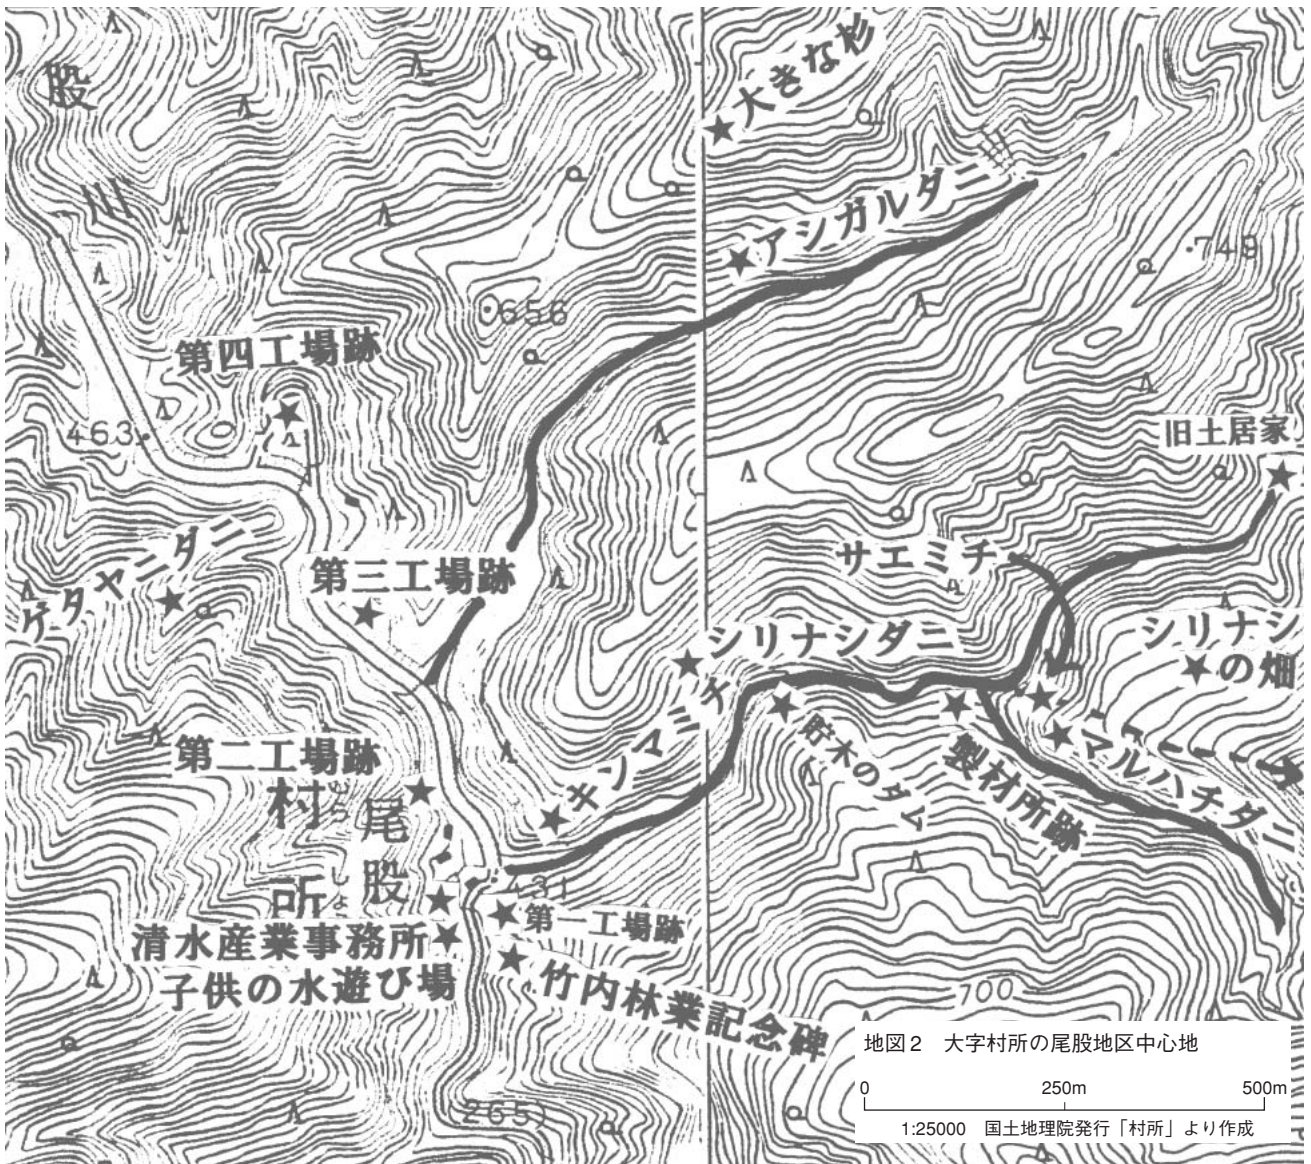 大きな杉
股
川
アシガルダニ
・749
・656
第四工場跡
463・
旧土居家
ゲタヤンダニ
サエミチ
第三工場跡
シリナシダニ
シリナシ
の畑
キンマミチ
第二工場跡
貯木のダム
製材所跡
マルハチダニ
村 尾
所 股
しょ
431
第一工場跡
清水産業事務所
子供の水遊び場
竹内林業記念碑
700
265)
地図2 大字村所の尾股地区中心地
0 250m 500m
1:25000 国土地理院発行「村所」より作成